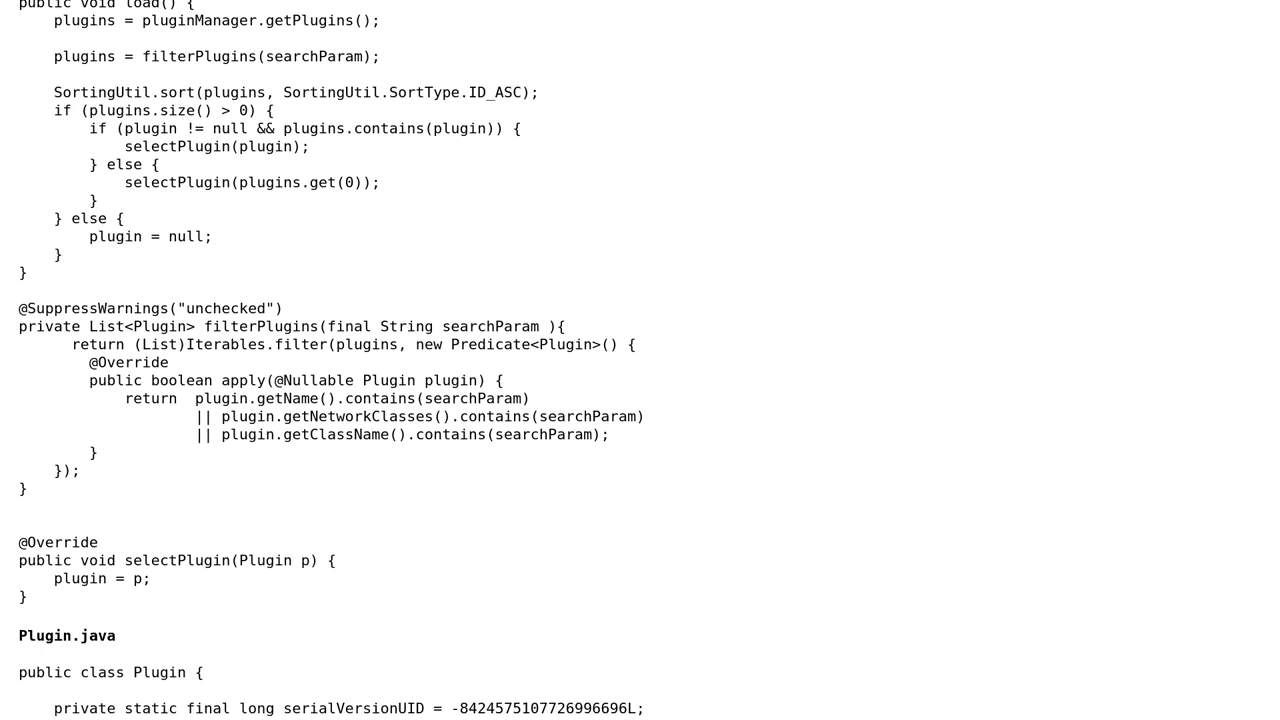 public void load() {
    plugins = pluginManager.getPlugins();

    plugins = filterPlugins(searchParam);

    SortingUtil.sort(plugins, SortingUtil.SortType.ID_ASC);
    if (plugins.size() > 0) {
        if (plugin != null && plugins.contains(plugin)) {
            selectPlugin(plugin);
        } else {
            selectPlugin(plugins.get(0));
        }
    } else {
        plugin = null;
    }
}

@SuppressWarnings("unchecked")
private List<Plugin> filterPlugins(final String searchParam ){
      return (List)Iterables.filter(plugins, new Predicate<Plugin>() {
        @Override
        public boolean apply(@Nullable Plugin plugin) {
            return  plugin.getName().contains(searchParam)
                    || plugin.getNetworkClasses().contains(searchParam)
                    || plugin.getClassName().contains(searchParam);
        }
    });
}


@Override
public void selectPlugin(Plugin p) {
    plugin = p;
}

Plugin.java

public class Plugin {

    private static final long serialVersionUID = -8424575107726996696L;